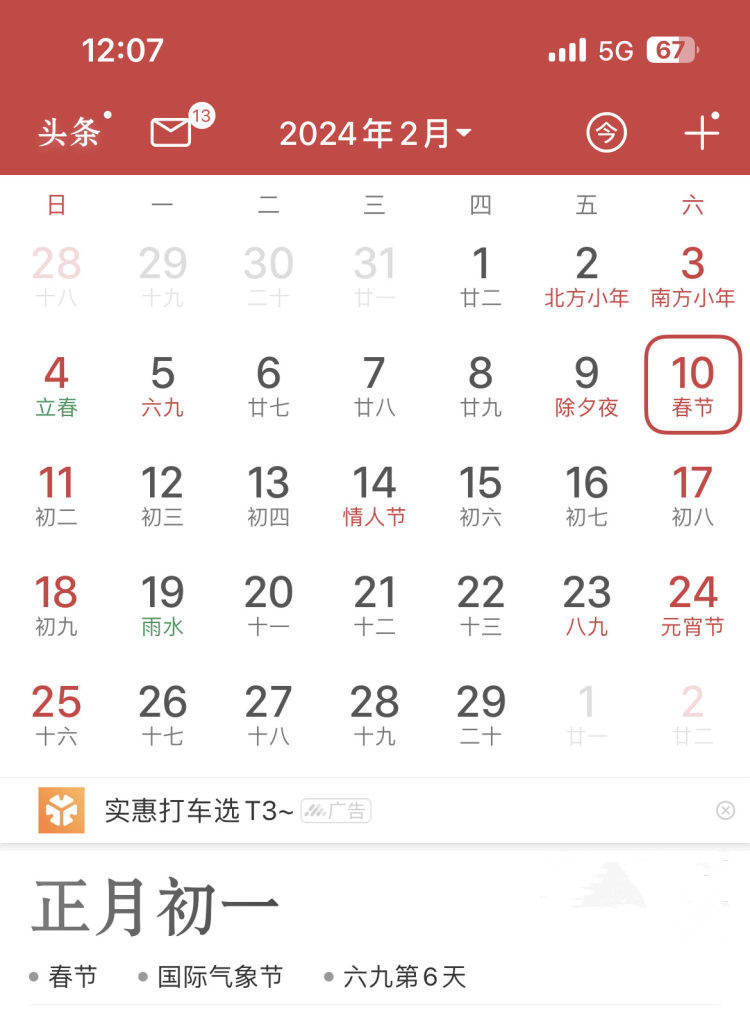 12:07 5G 67
头条 13 2024年2月 今
日 一 二 三 四 五 六
28 29 30 31 1 2 3
十八 十九 二十 廿一 廿二 北方小年 南方小年
4 5 6 7 8 9 10
立春 六九 廿七 廿八 廿九 除夕夜 春节
11 12 13 14 15 16 17
初二 初三 初四 情人节 初六 初七 初八
18 19 20 21 22 23 24
初九 雨水 十一 十二 十三 八九 元宵节
25 26 27 28 29 1 2
十六 十七 十八 十九 二十 廿一 廿二
实惠打车选T3~ 广告
正月初一
春节 国际气象节 六九第6天